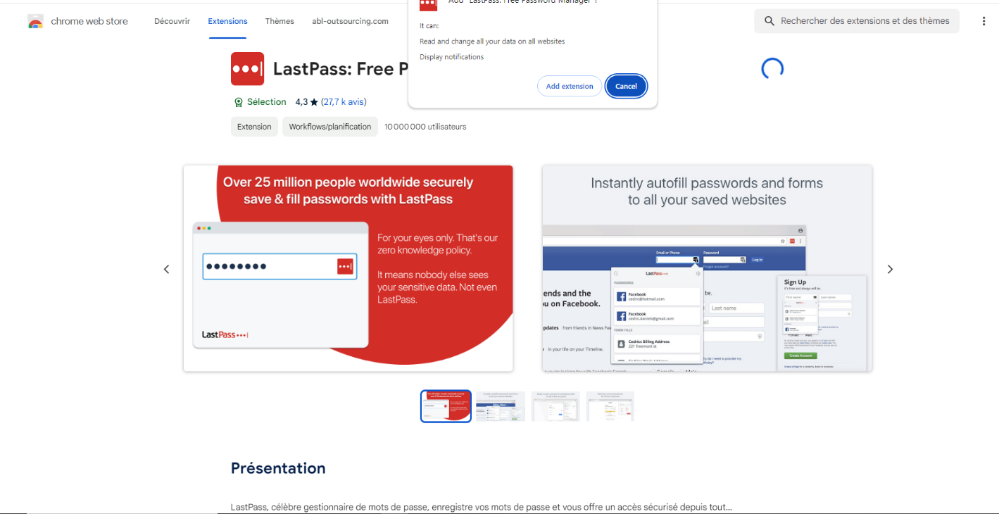 Add "LastPass: Free Password Manager"?
It can:
Read and change all your data on all websites
Display notifications
Add extension
Cancel
chrome web store
Découvrir
Extensions
Thèmes
abl-outsourcing.com
Rechercher des extensions et des thèmes
LastPass: Free P
Sélection
4,3 ★ (27,7 k avis)
Extension
Workflows/planification
10 000 000 utilisateurs
Over 25 million people worldwide securely
save & fill passwords with LastPass
For your eyes only. That's our
zero knowledge policy.
It means nobody else sees
your sensitive data. Not even
LastPass.
LastPass
Instantly autofill passwords and forms
to all your saved websites
Email or Phone
Password
Log In
Forgot account?
LastPass
PASSWORDS
Facebook
cedric@hotmail.com
Facebook
cedric.daniels@gmail.com
FORM FILLS
Cedrics Billing Address
221 Freemont st
ends and the
u on Facebook.
be.
Last name
updates from friends in News Fee
in your life on your Timeline.
Sign Up
It's free and always will be.
First name
Last name
Create Account
Présentation
LastPass, célèbre gestionnaire de mots de passe, enregistre vos mots de passe et vous offre un accès sécurisé depuis tout...